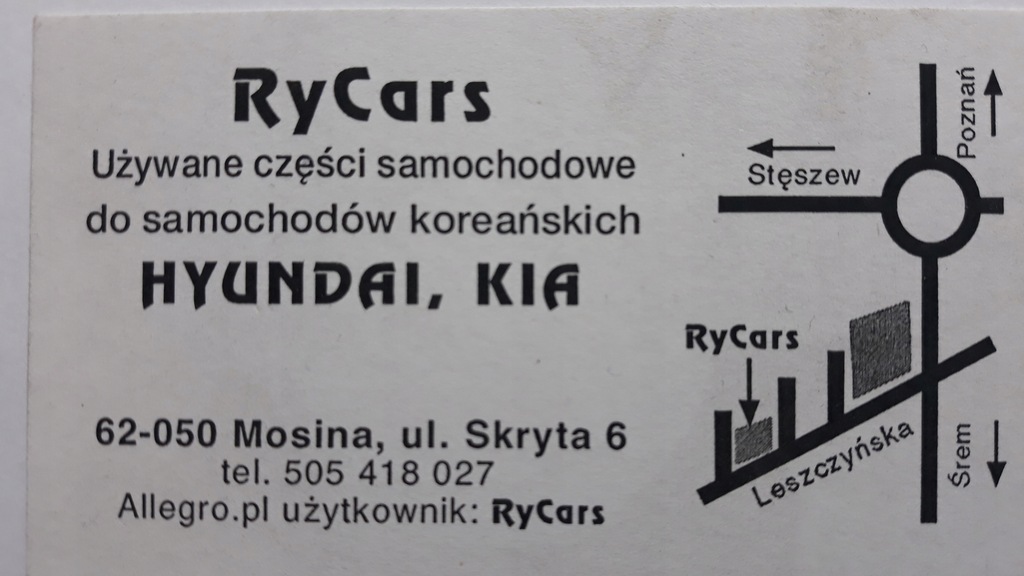 RyCars
Używane części samochodowe
do samochodów koreańskich
HYUNDAI, KIA
62-050 Mosina, ul. Skryta 6
tel. 505 418 027
Allegro.pl użytkownik: RyCars
Poznań
Stęszew
RyCars
Leszczyńska
Śrem